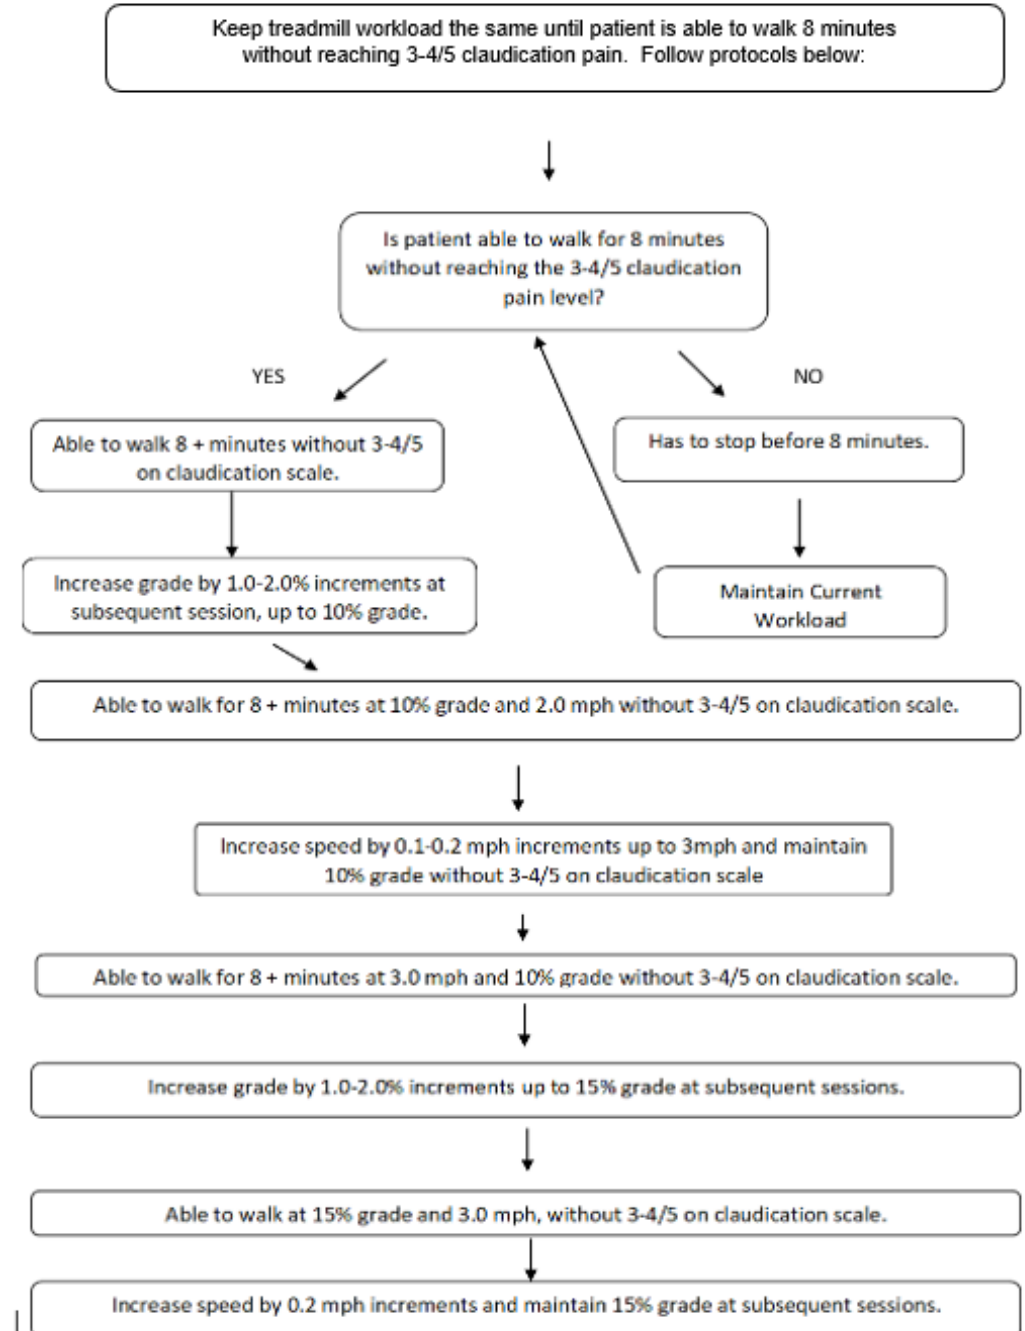 Keep treadmill workload the same until patient is able to walk 8 minutes
without reaching 3-4/5 claudication pain.  Follow protocols below:
Is patient able to walk for 8 minutes
without reaching the 3-4/5 claudication
pain level?
YES
NO
Able to walk 8 + minutes without 3-4/5
on claudication scale.
Has to stop before 8 minutes.
Increase grade by 1.0-2.0% increments at
subsequent session, up to 10% grade.
Maintain Current
Workload
Able to walk for 8 + minutes at 10% grade and 2.0 mph without 3-4/5 on claudication scale.
Increase speed by 0.1-0.2 mph increments up to 3mph and maintain
10% grade without 3-4/5 on claudication scale
Able to walk for 8 + minutes at 3.0 mph and 10% grade without 3-4/5 on claudication scale.
Increase grade by 1.0-2.0% increments up to 15% grade at subsequent sessions.
Able to walk at 15% grade and 3.0 mph, without 3-4/5 on claudication scale.
Increase speed by 0.2 mph increments and maintain 15% grade at subsequent sessions.